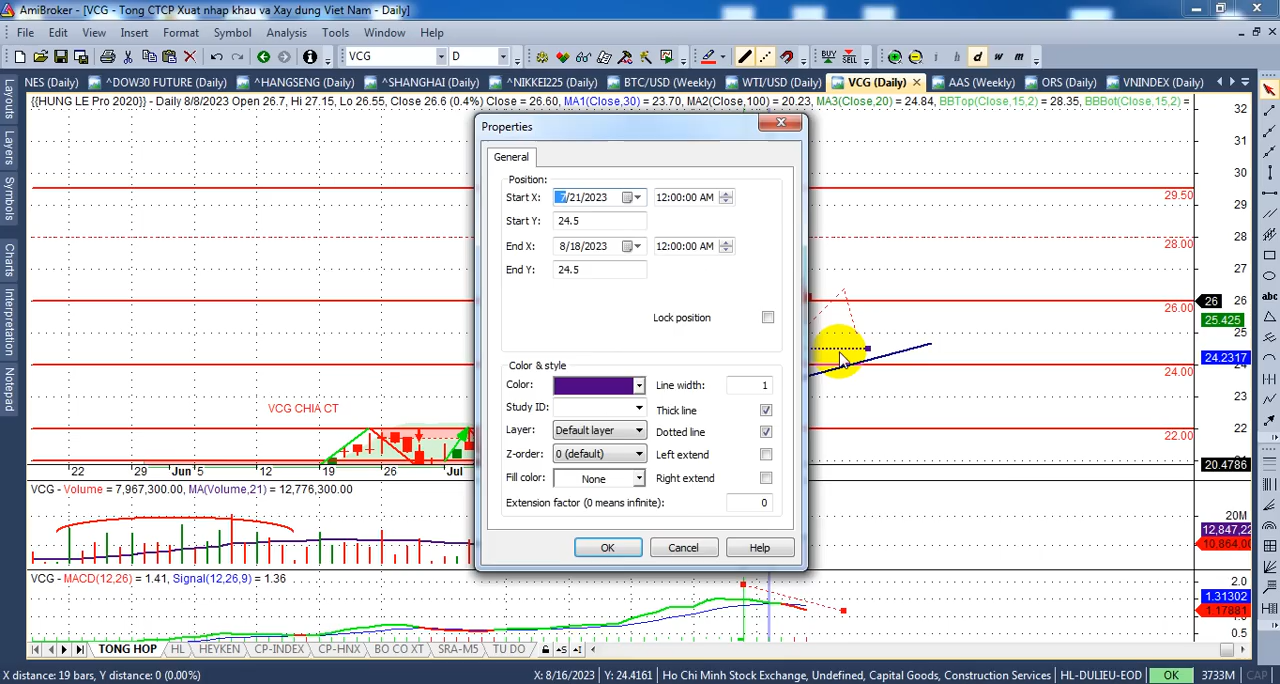 AmiBroker - [VCG - Tong CTCP Xuat nhap khau va Xay dung Viet Nam - Daily]
File Edit View Insert Format Symbol Analysis Tools Window Help
VCG D BUY SELL i h d w m
NES (Daily) ^DOW30 FUTURE (Daily) ^HANGSENG (Daily) ^SHANGHAI (Daily) ^NIKKEI225 (Daily) BTC/USD (Weekly) WTI/USD (Daily) VCG (Daily) AAS (Weekly) ORS (Daily) VNINDEX (Daily)
{{HUNG LE Pro 2020}} - Daily 8/8/2023 Open 26.7, Hi 27.15, Lo 26.55, Close 26.6 (0.4%) Close = 26.60, MA1(Close,30) = 23.70, MA2(Close,100) = 20.23, MA3(Close,20) = 24.84, BBTop(Close,15,2) = 28.35, BBBot(Close,15,2) =
Layouts
Layers
Symbols
Charts
Interpretation
Notepad
Properties
General
Position:
Start X: 7/21/2023 12:00:00 AM
Start Y: 24.5
End X: 8/18/2023 12:00:00 AM
End Y: 24.5
Lock position
Color & style
Color: Line width: 1
Study ID: Thick line
Layer: Default layer Dotted line
Z-order: 0 (default) Left extend
Fill color: None Right extend
Extension factor (0 means infinite): 0
OK Cancel Help
32
31
30
29.50
29
28.00
28
27
26
26.00
25.425
25
24.2317
24.00
23
22.00
22
20.4786
VCG CHIA CT
22 29 Jun 5 12 19 26 Jul
VCG - Volume = 7,967,300.00, MA(Volume,21) = 12,776,300.00
20M
12,847,22
10,864.00
VCG - MACD(12,26) = 1.41, Signal(12,26,9) = 1.36
2.0
1.31302
1.17881
0.5
TONG HOP HL HEYKEN CP-INDEX CP-HNX BO CO XT SRA-M5 TU DO
abc
X distance: 19 bars, Y distance: 0 (0.00%) X: 8/16/2023 Y: 24.4161 Ho Chi Minh Stock Exchange, Undefined, Capital Goods, Construction Services HL-DULIEU-EOD OK 3733M CAP